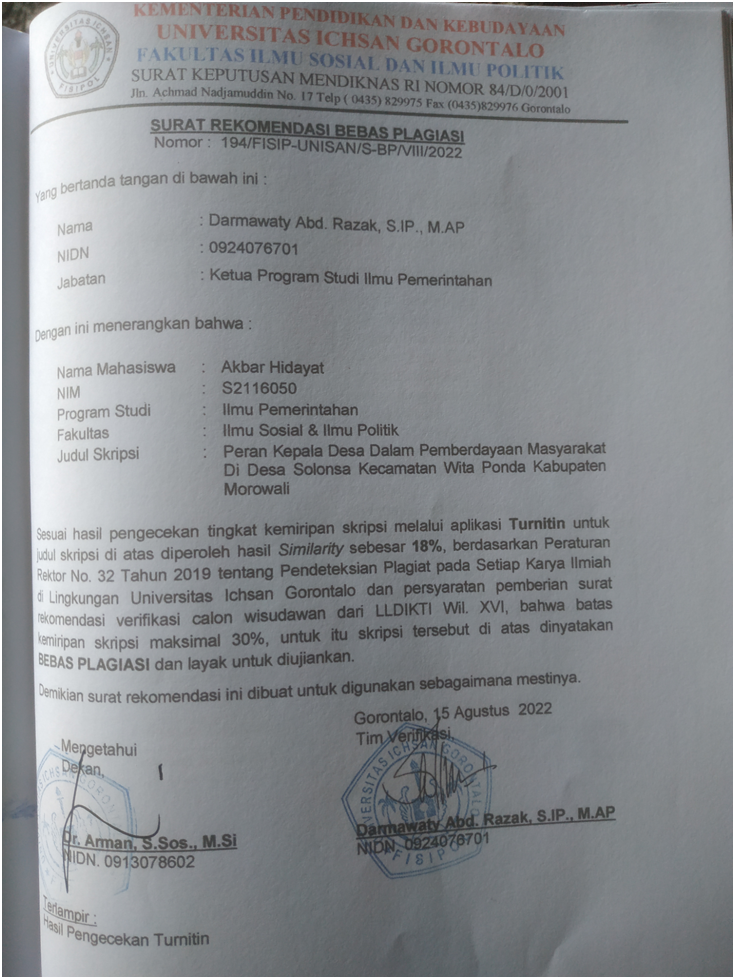 KEMENTERIAN PENDIDIKAN DAN KEBUDAYAAN
UNIVERSITAS ICHSAN GORONTALO
FAKULTAS ILMU SOSIAL DAN ILMU POLITIK
SURAT KEPUTUSAN MENDIKNAS RI NOMOR 84/D/0/2001
Jln. Achmad Nadjamuddin No. 17 Telp ( 0435) 829975 Fax (0435)829976 Gorontalo
UNIVERSITAS ICHSAN
FISIPOL
SURAT REKOMENDASI BEBAS PLAGIASI
Nomor : 194/FISIP-UNISAN/S-BP/VIII/2022
Yang bertanda tangan di bawah ini :
Nama : Darmawaty Abd. Razak, S.IP., M.AP
NIDN : 0924076701
Jabatan : Ketua Program Studi Ilmu Pemerintahan
Dengan ini menerangkan bahwa :
Nama Mahasiswa : Akbar Hidayat
NIM : S2116050
Program Studi : Ilmu Pemerintahan
Fakultas : Ilmu Sosial & Ilmu Politik
Judul Skripsi : Peran Kepala Desa Dalam Pemberdayaan Masyarakat
Di Desa Solonsa Kecamatan Wita Ponda Kabupaten
Morowali
Sesuai hasil pengecekan tingkat kemiripan skripsi melalui aplikasi Turnitin untuk
judul skripsi di atas diperoleh hasil Similarity sebesar 18%, berdasarkan Peraturan
Rektor No. 32 Tahun 2019 tentang Pendeteksian Plagiat pada Setiap Karya Ilmiah
di Lingkungan Universitas Ichsan Gorontalo dan persyaratan pemberian surat
rekomendasi verifikasi calon wisudawan dari LLDIKTI Wil. XVI, bahwa batas
kemiripan skripsi maksimal 30%, untuk itu skripsi tersebut di atas dinyatakan
BEBAS PLAGIASI dan layak untuk diujiankan.
Demikian surat rekomendasi ini dibuat untuk digunakan sebagaimana mestinya.
Gorontalo, 15 Agustus 2022
Tim Verifikasi,
UNIVERSITAS ICHSAN GORONTALO
FISIPOL
Darmawaty Abd. Razak, S.IP., M.AP
NIDN. 0924076701
Mengetahui
Dekan,
Dr. Arman, S.Sos., M.Si
NIDN. 0913078602
Terlampir :
Hasil Pengecekan Turnitin